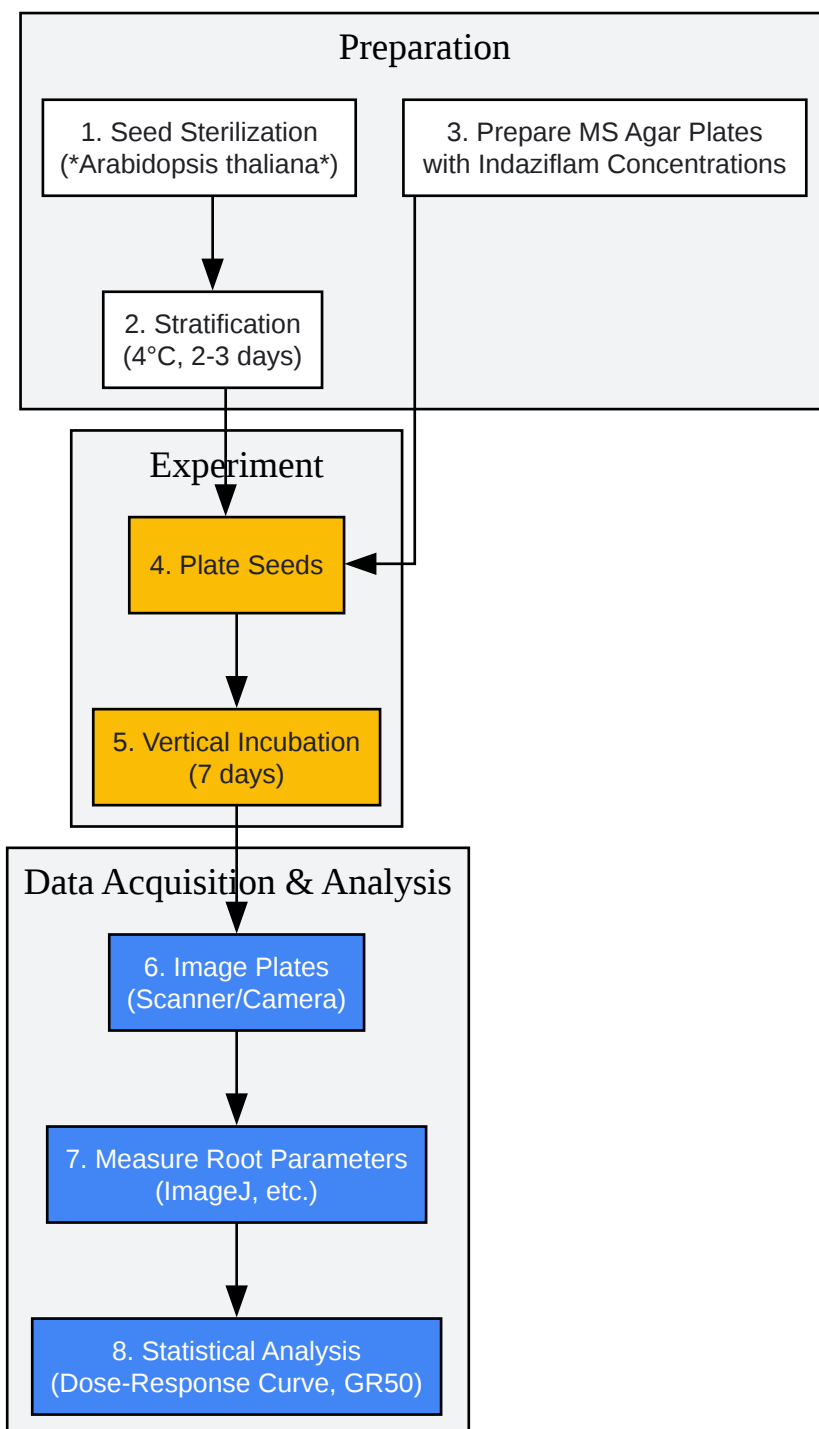 Preparation
1. Seed Sterilization
(*Arabidopsis thaliana*)
3. Prepare MS Agar Plates
with Indaziflam Concentrations
2. Stratification
(4°C, 2-3 days)
Experiment
4. Plate Seeds
5. Vertical Incubation
(7 days)
Data Acquisition & Analysis
6. Image Plates
(Scanner/Camera)
7. Measure Root Parameters
(ImageJ, etc.)
8. Statistical Analysis
(Dose-Response Curve, GR50)